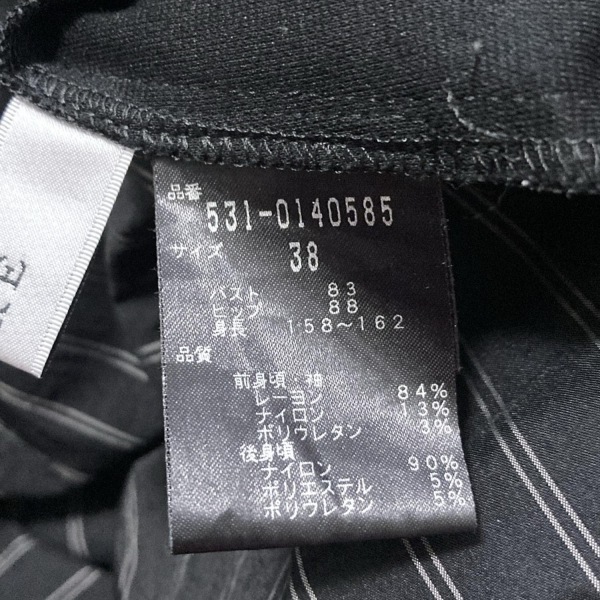 品番
531-0140585
サイズ 38
バスト 83
ヒップ 88
身長 158~162
品質
前身頃・袖
レーヨン 84%
ナイロン 13%
ポリウレタン 3%
後身頃
ナイロン 90%
ポリエステル 5%
ポリウレタン 5%